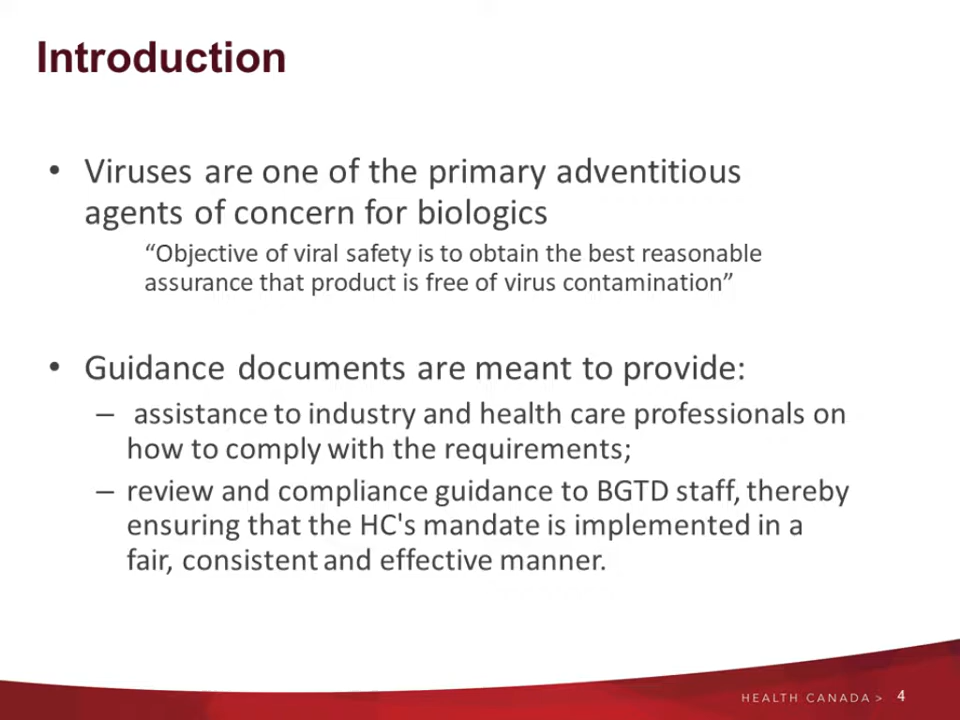 Introduction
• Viruses are one of the primary adventitious
agents of concern for biologics
“Objective of viral safety is to obtain the best reasonable
assurance that product is free of virus contamination”
• Guidance documents are meant to provide:
– assistance to industry and health care professionals on
how to comply with the requirements;
– review and compliance guidance to BGTD staff, thereby
ensuring that the HC's mandate is implemented in a
fair, consistent and effective manner.
HEALTH CANADA > 4